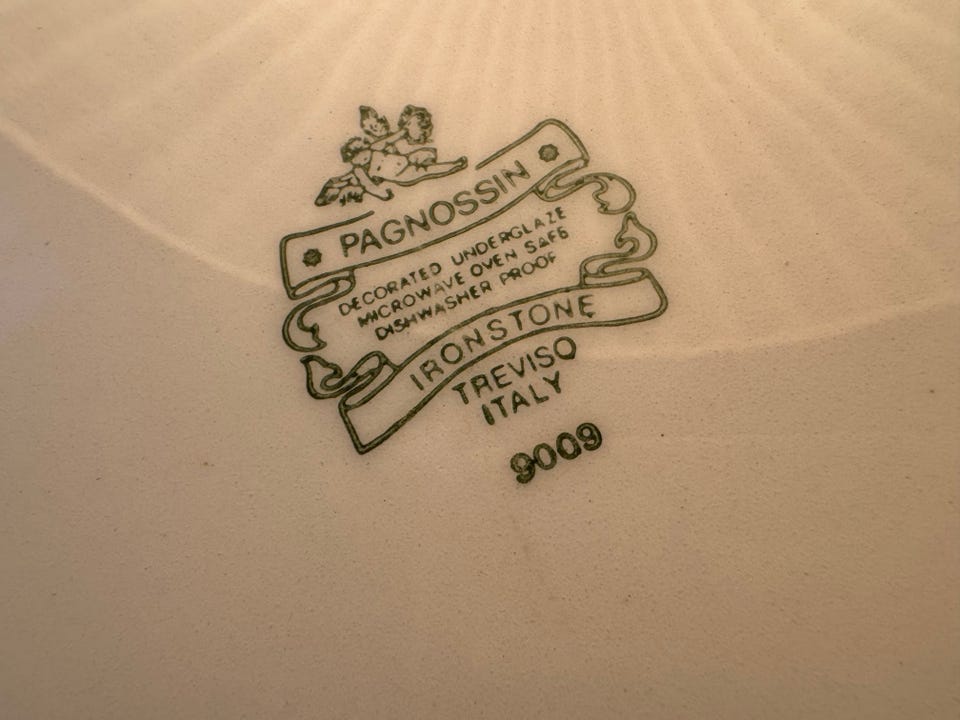 PAGNOSSIN
DECORATED UNDERGLAZE
MICROWAVE OVEN SAFE
DISHWASHER PROOF
IRONSTONE
TREVISO
ITALY
9009